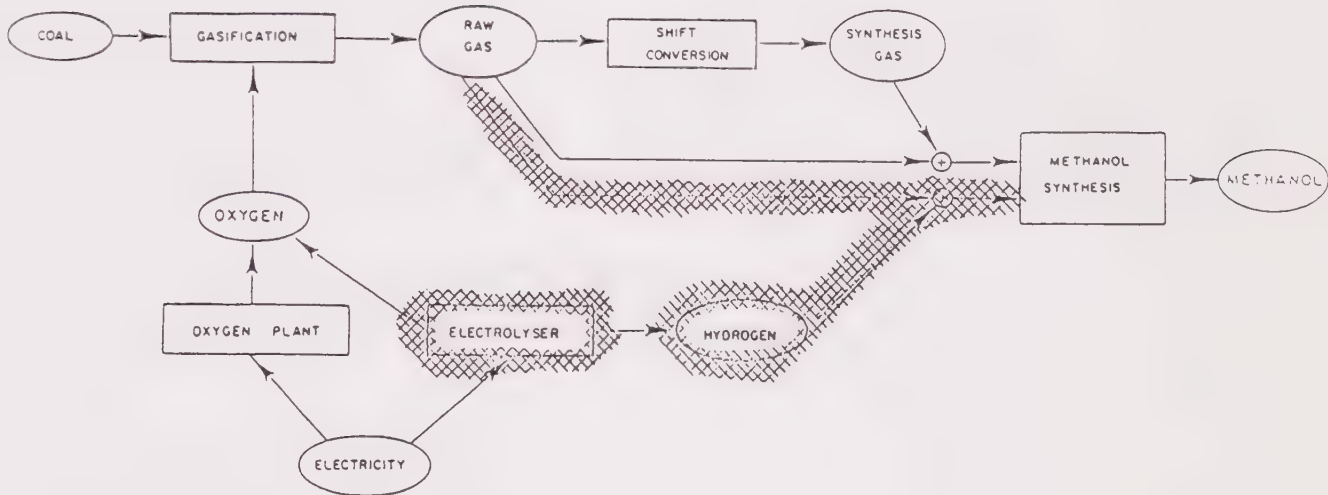 COAL
GASIFICATION
RAW
GAS
SHIFT
CONVERSION
SYNTHESIS
GAS
+
METHANOL
SYNTHESIS
METHANOL
OXYGEN
OXYGEN PLANT
ELECTROLYSER
HYDROGEN
ELECTRICITY